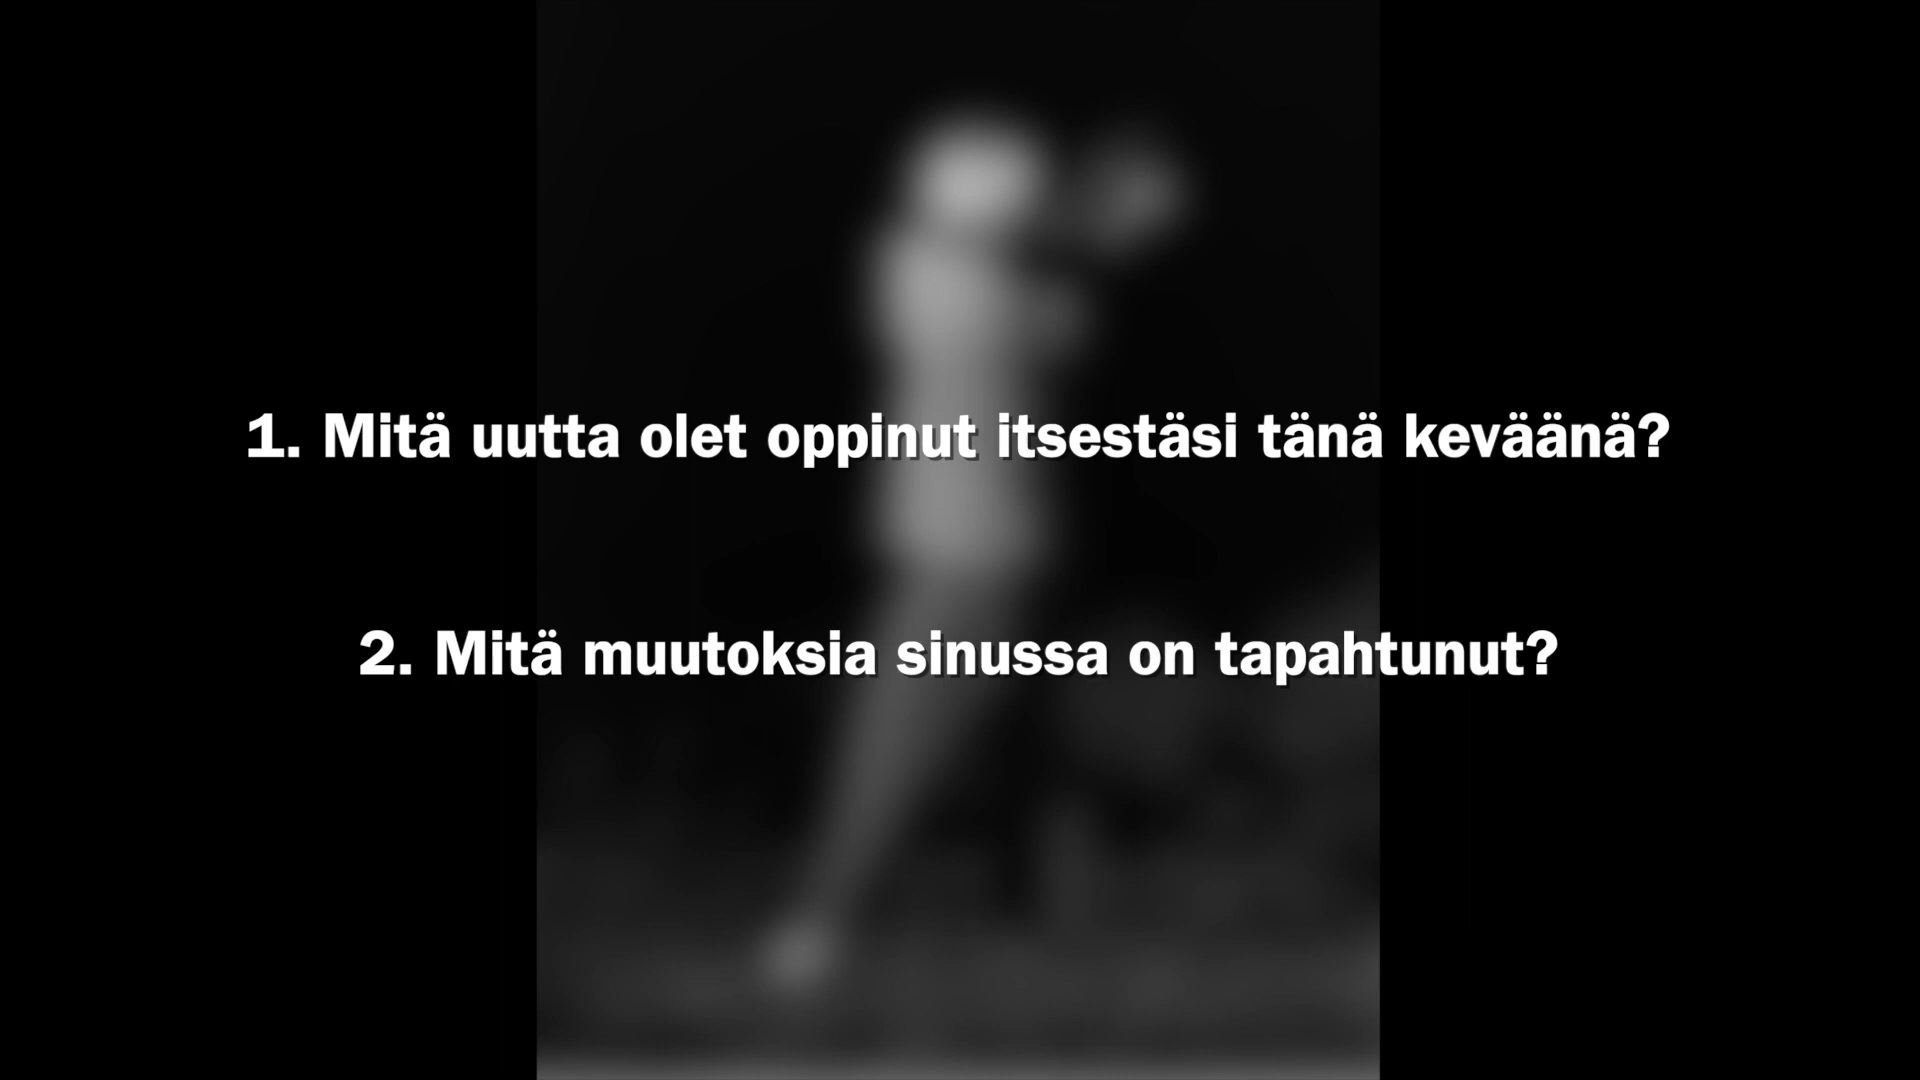 1. Mitä uutta olet oppinut itsestäsi tänä keväänä?
2. Mitä muutoksia sinussa on tapahtunut?